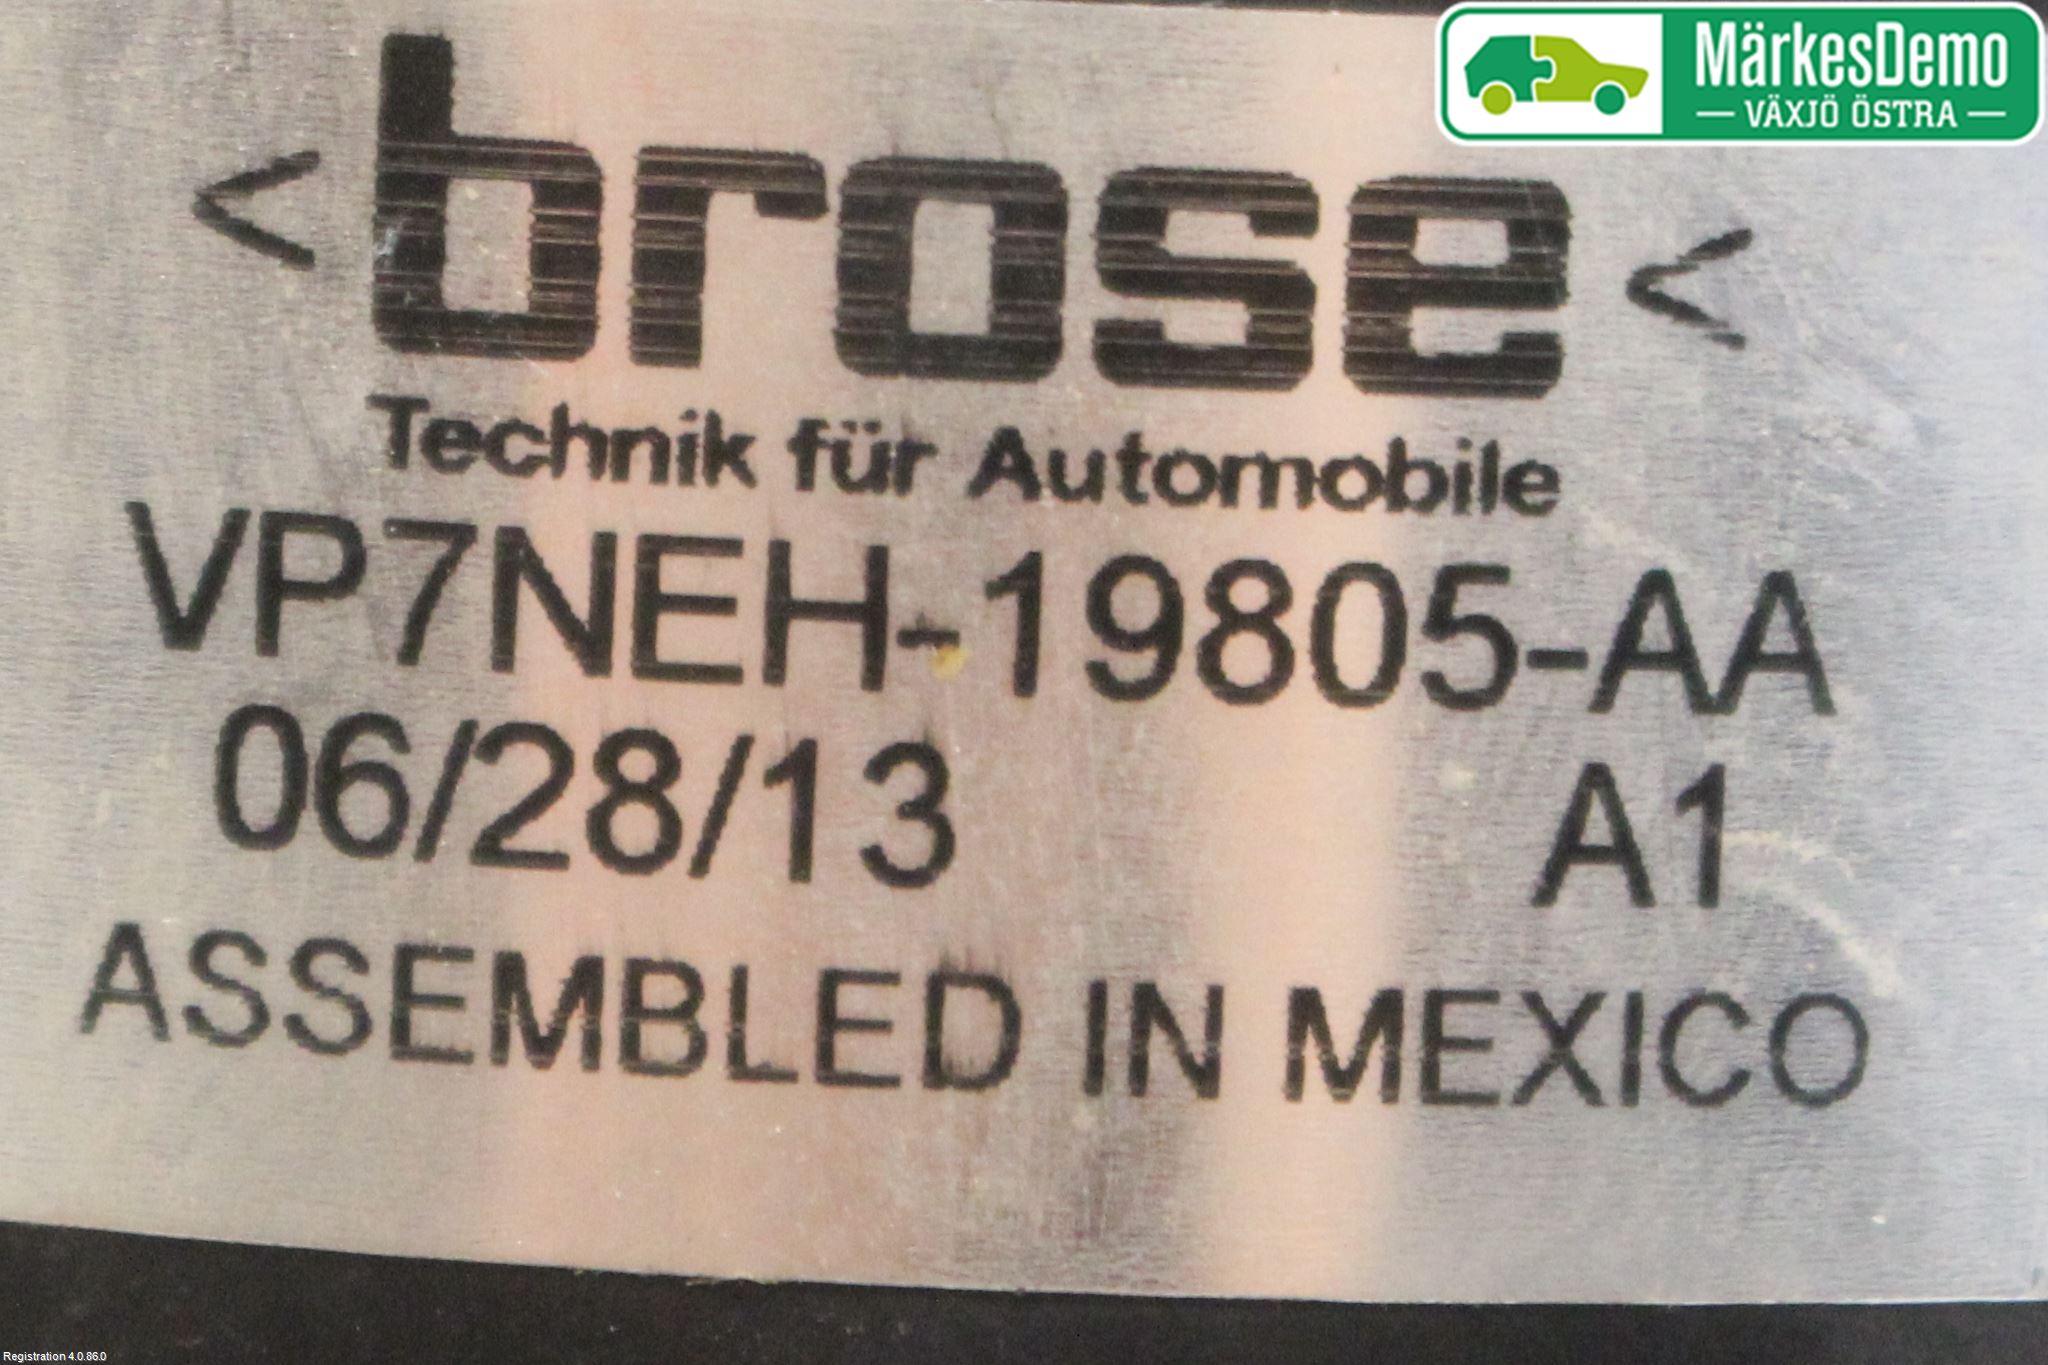 MärkesDemo
— VÄXJÖ ÖSTRA —
< brose <
Technik für Automobile
VP7NEH-19805-AA
06/28/13 A1
ASSEMBLED IN MEXICO
Registration 4.0.86.0